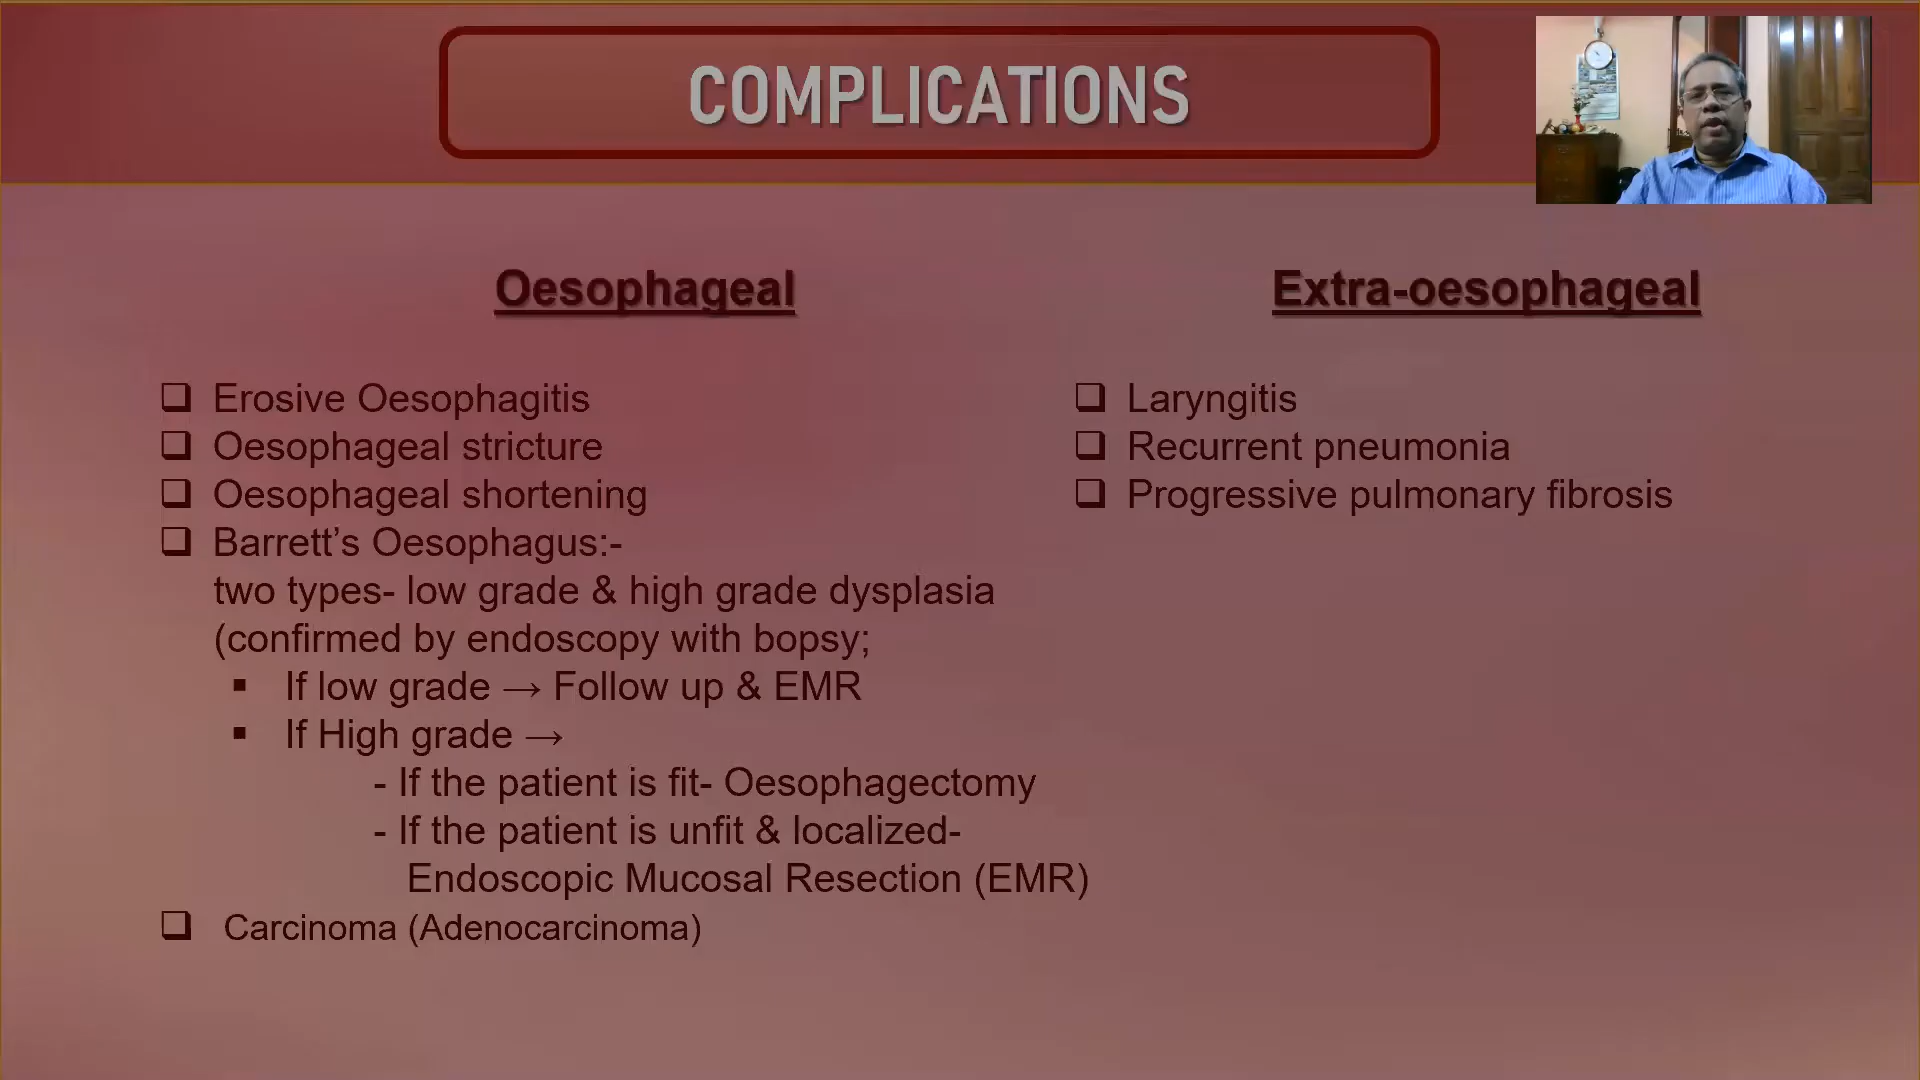 COMPLICATIONS
Oesophageal
❑ Erosive Oesophagitis
❑ Oesophageal stricture
❑ Oesophageal shortening
❑ Barrett’s Oesophagus:-
two types- low grade & high grade dysplasia
(confirmed by endoscopy with bopsy;
▪ If low grade → Follow up & EMR
▪ If High grade →
- If the patient is fit- Oesophagectomy
- If the patient is unfit & localized-
Endoscopic Mucosal Resection (EMR)
❑ Carcinoma (Adenocarcinoma)
Extra-oesophageal
❑ Laryngitis
❑ Recurrent pneumonia
❑ Progressive pulmonary fibrosis